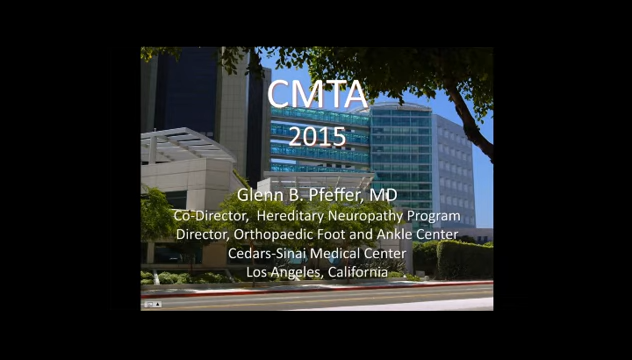 CMTA
2015
Glenn B. Pfeffer, MD
Co-Director, Hereditary Neuropathy Program
Director, Orthopaedic Foot and Ankle Center
Cedars-Sinai Medical Center
Los Angeles, California